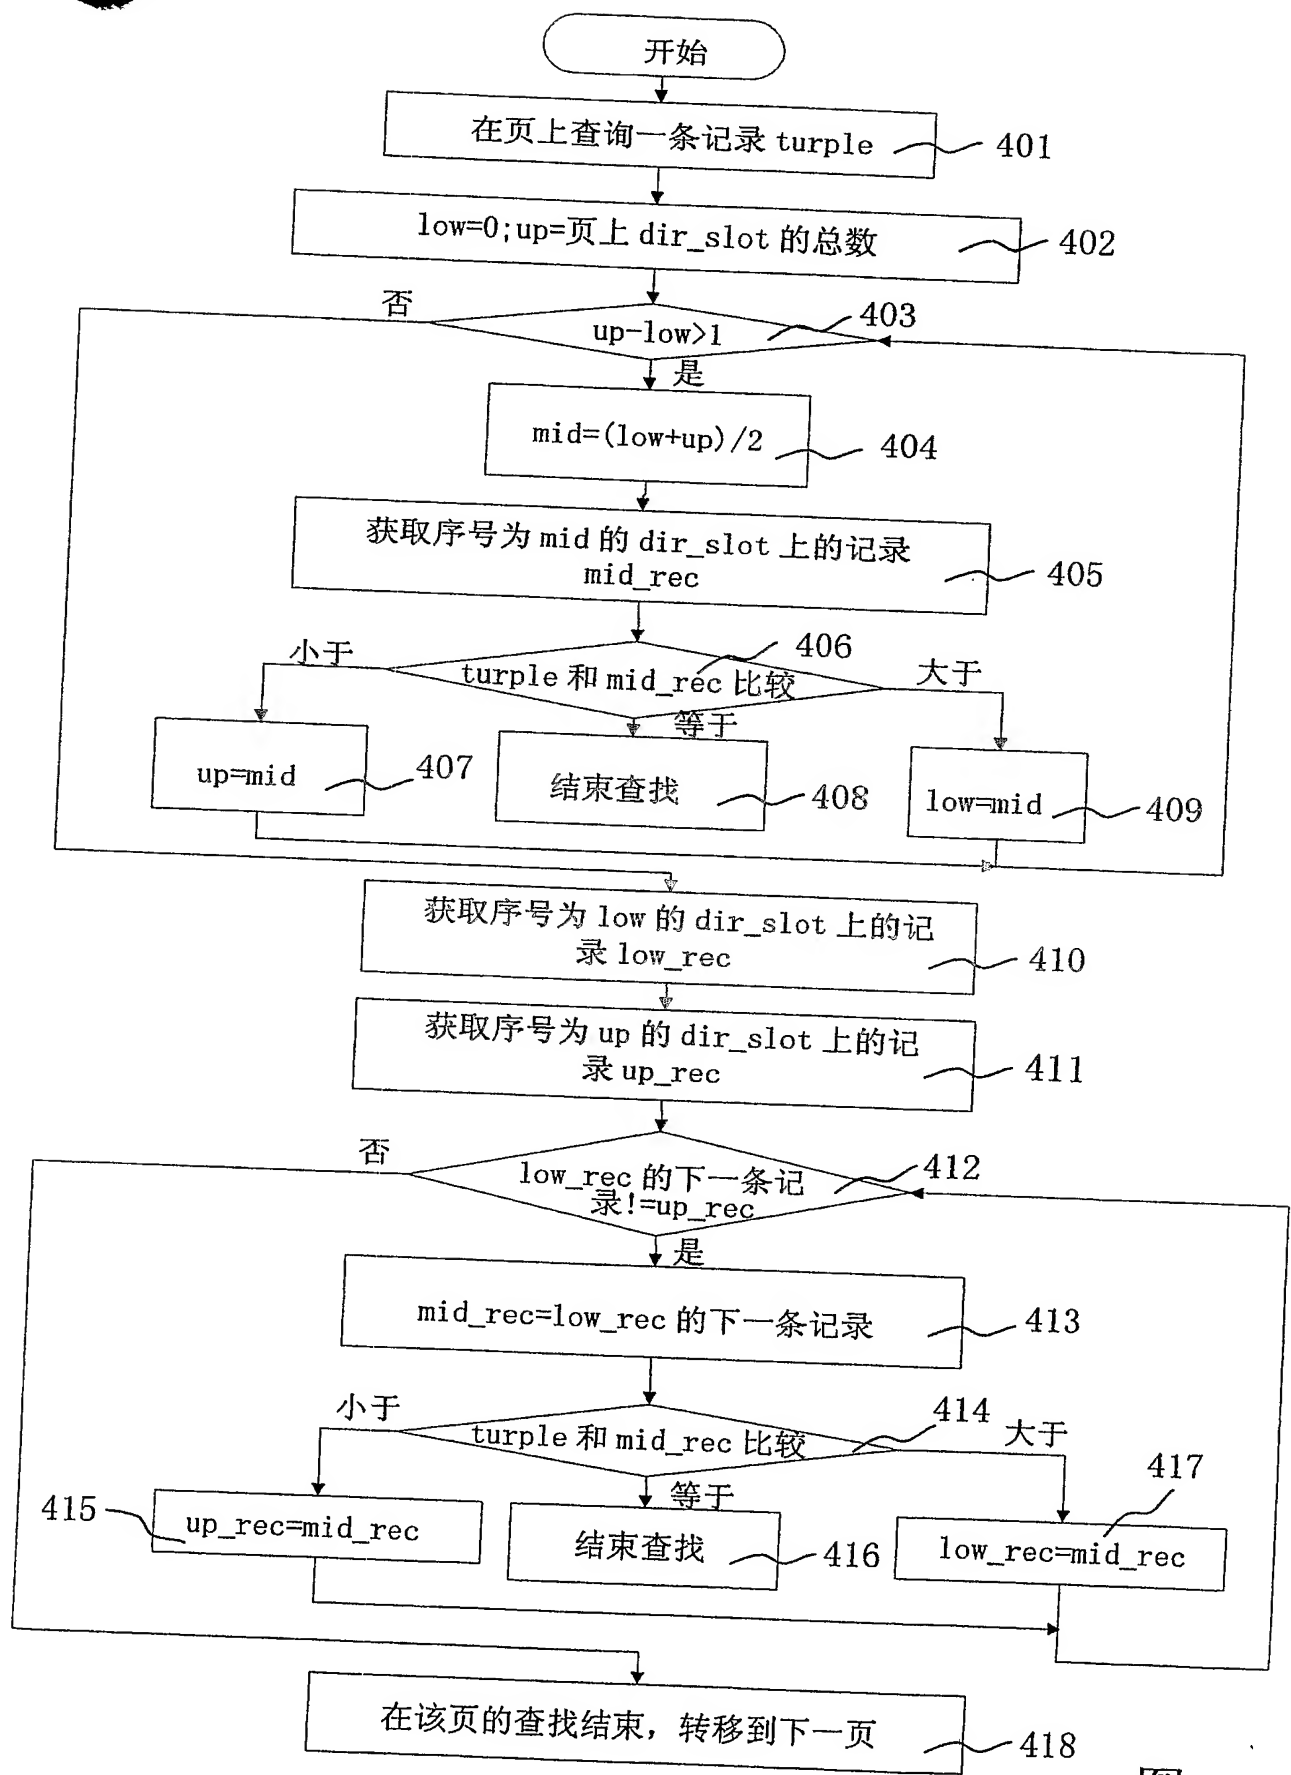 开始
在页上查询一条记录 turple
401
low=0;up=页上 dir_slot 的总数
402
否
403
up-low>1
是
mid=(low+up)/2
404
获取序号为 mid 的 dir_slot 上的记录
mid_rec
405
小于
406
大于
turple 和 mid_rec 比较
等于
up=mid
407
结束查找
408
low=mid
409
获取序号为 low 的 dir_slot 上的记
录 low_rec
410
获取序号为 up 的 dir_slot 上的记
录 up_rec
411
否
412
low_rec 的下一条记
录!=up_rec
是
mid_rec=low_rec 的下一条记录
413
小于
414
大于
turple 和 mid_rec 比较
等于
417
415
up_rec=mid_rec
结束查找
416
low_rec=mid_rec
在该页的查找结束，转移到下一页
418